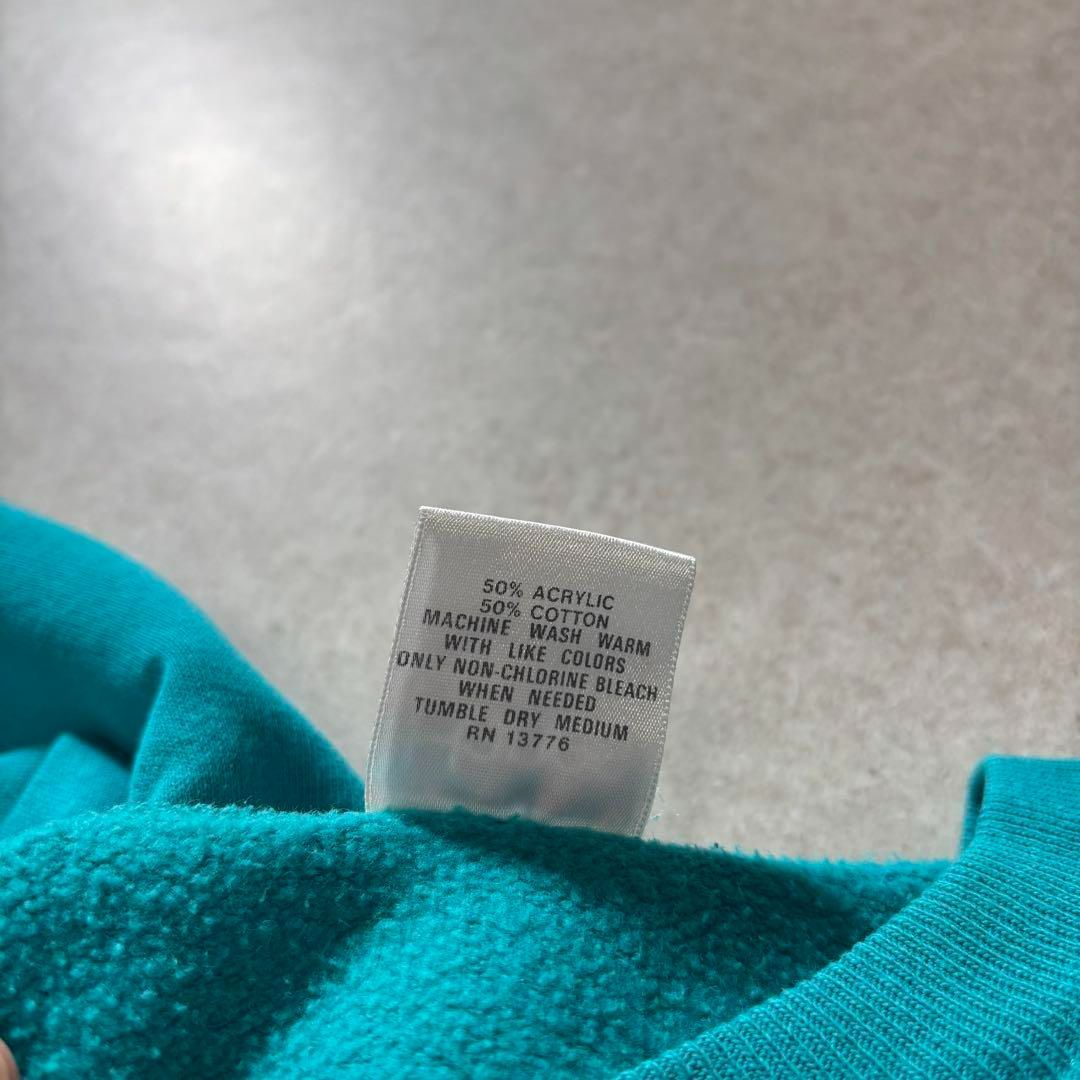 50% ACRYLIC
50% COTTON
MACHINE WASH WARM
WITH LIKE COLORS
ONLY NON-CHLORINE BLEACH
WHEN NEEDED
TUMBLE DRY MEDIUM
RN 13776